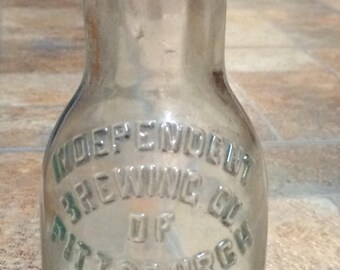 INDEPENDENT
BREWING CO.
OF
PITTSBURGH